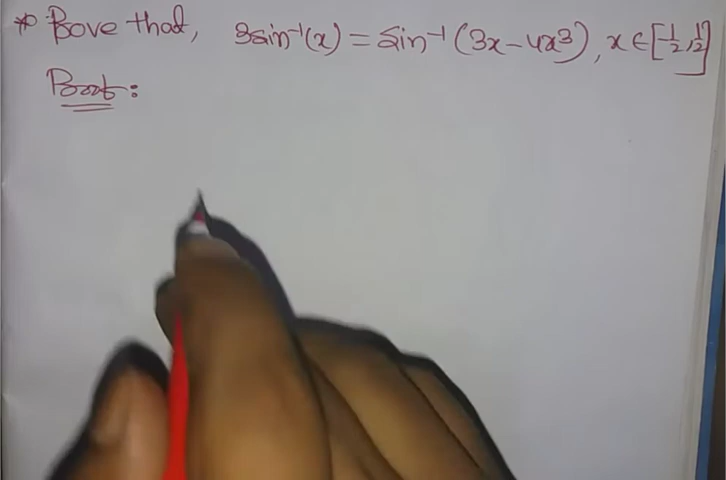 * Prove that, 3sin⁻¹(x) = sin⁻¹(3x-4x³), x ∈ [-1/2, 1/2]
Proof: